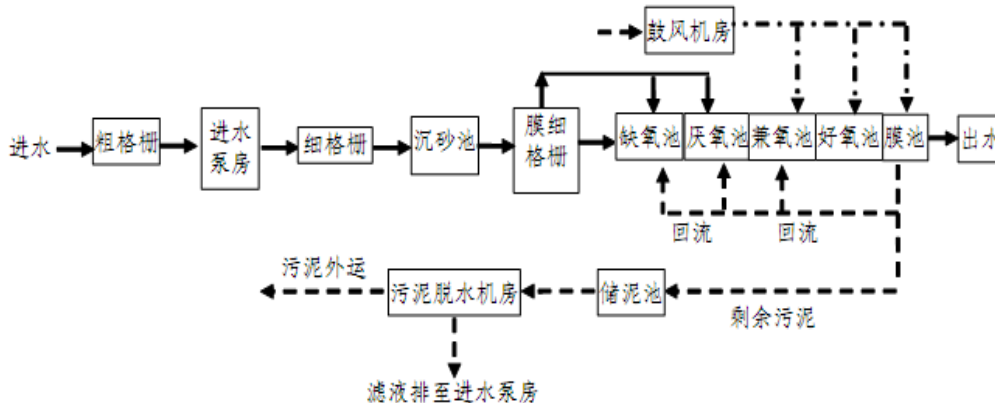 鼓风机房
进水
粗格栅
进水
泵房
细格栅
沉砂池
膜细
格栅
缺氧池
厌氧池
兼氧池
好氧池
膜池
出水
回流
回流
污泥外运
污泥脱水机房
储泥池
剩余污泥
滤液排至进水泵房